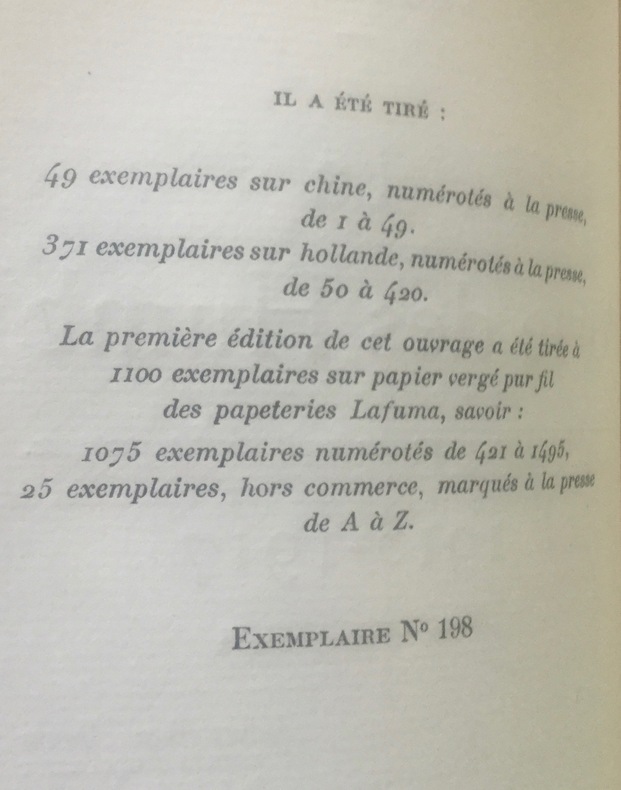 IL A ÉTÉ TIRÉ :
49 exemplaires sur chine, numérotés à la presse,
de 1 à 49.
371 exemplaires sur hollande, numérotés à la presse,
de 50 à 420.
La première édition de cet ouvrage a été tirée à
1100 exemplaires sur papier vergé pur fil
des papeteries Lafuma, savoir :
1075 exemplaires numérotés de 421 à 1495,
25 exemplaires, hors commerce, marqués à la presse
de A à Z.
EXEMPLAIRE Nº 198